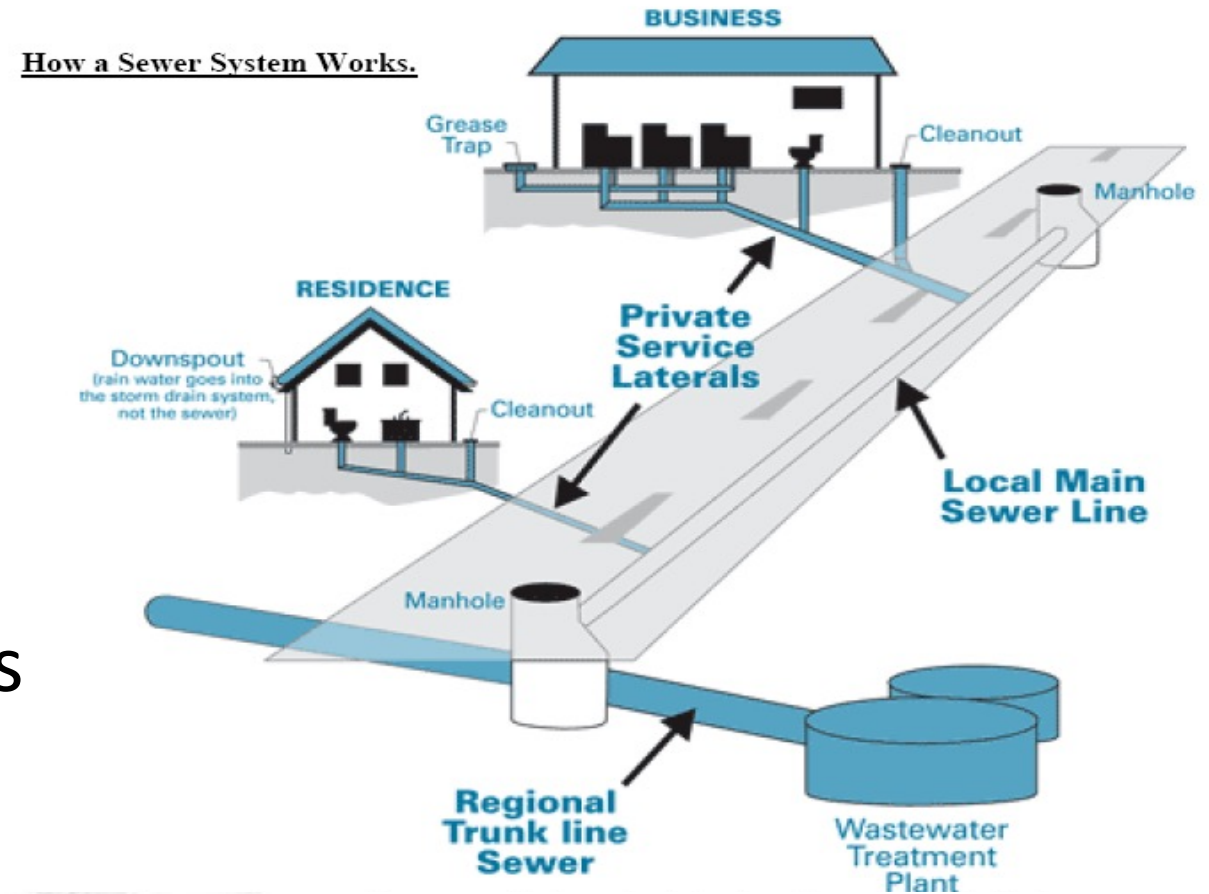 How a Sewer System Works.
BUSINESS
Grease
Trap
Cleanout
Manhole
RESIDENCE
Private
Service
Laterals
Downspout
(rain water goes into
the storm drain system,
not the sewer)
Cleanout
Local Main
Sewer Line
Manhole
s
Regional
Trunk line
Sewer
Wastewater
Treatment
Plant